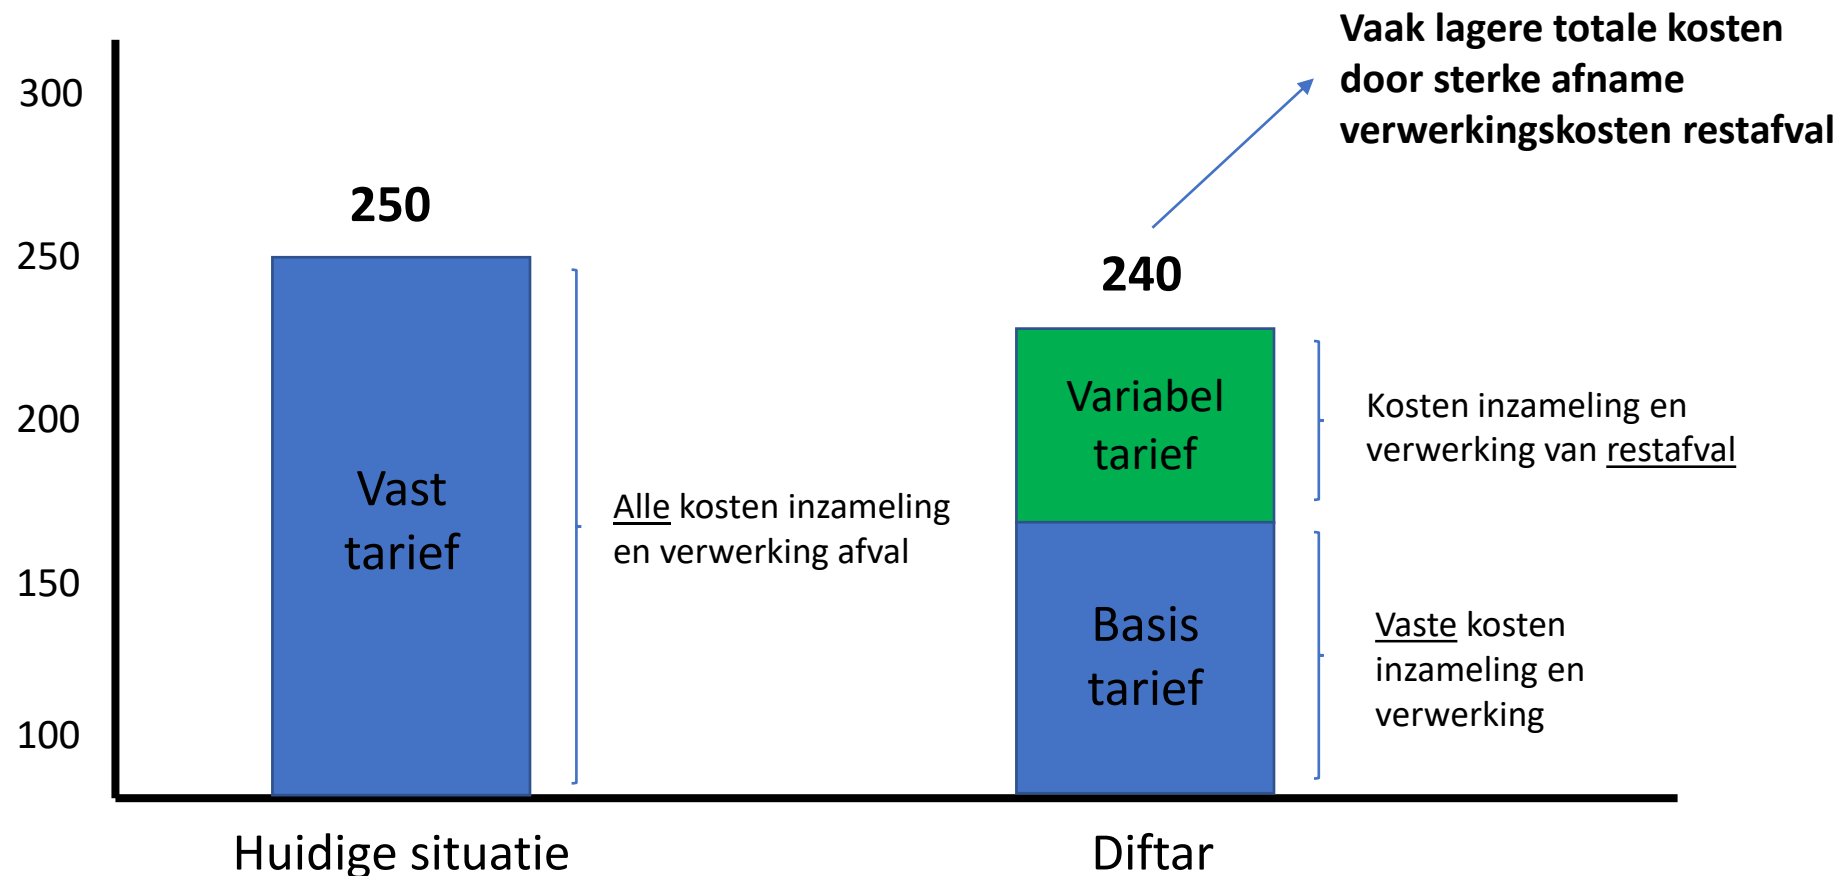 Vaak lagere totale kosten
door sterke afname
verwerkingskosten restafval
300
250
200
150
100
250
240
Vast
tarief
Alle kosten inzameling
en verwerking afval
Variabel
tarief
Basis
tarief
Kosten inzameling en
verwerking van restafval
Vaste kosten
inzameling en
verwerking
Huidige situatie
Diftar